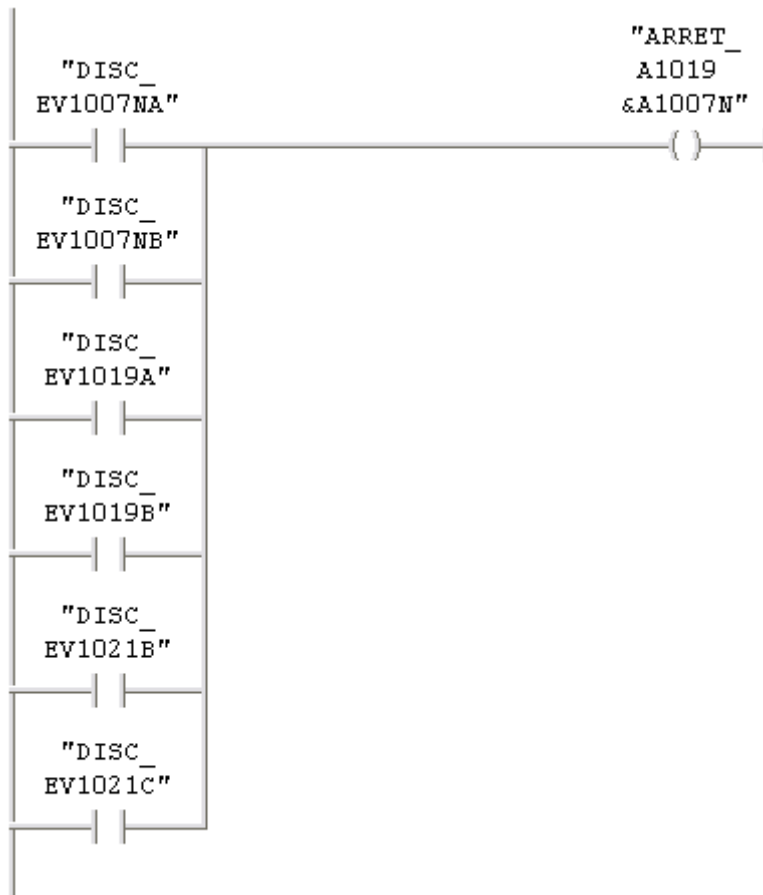 "ARRET_
A1019
&A1007N"
"DISC_
EV1007NA"
"DISC_
EV1007NB"
"DISC_
EV1019A"
"DISC_
EV1019B"
"DISC_
EV1021B"
"DISC_
EV1021C"